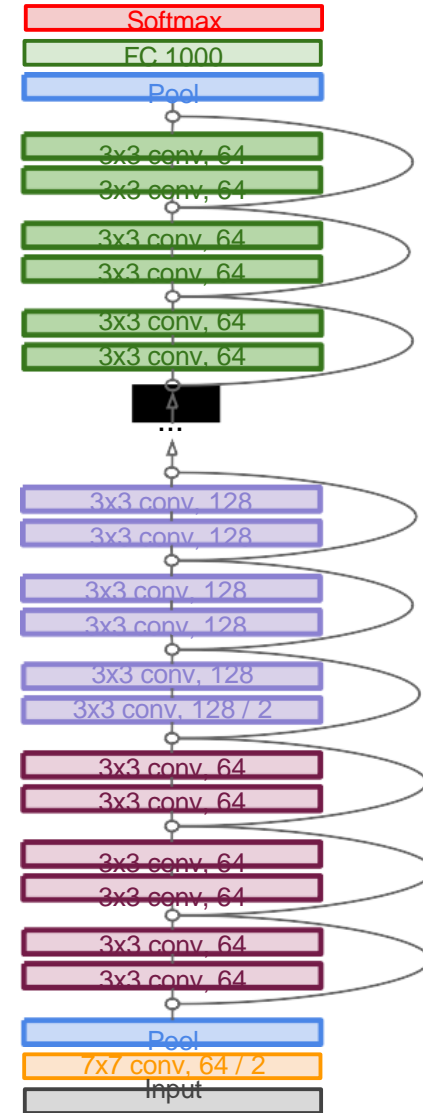 Softmax
FC 1000
Pool
3x3 conv, 64
3x3 conv, 64
3x3 conv, 64
3x3 conv, 64
3x3 conv, 64
3x3 conv, 64
...
3x3 conv, 128
3x3 conv, 128
3x3 conv, 128
3x3 conv, 128
3x3 conv, 128
3x3 conv, 128 / 2
3x3 conv, 64
3x3 conv, 64
3x3 conv, 64
3x3 conv, 64
3x3 conv, 64
3x3 conv, 64
Pool
7x7 conv, 64 / 2
Input